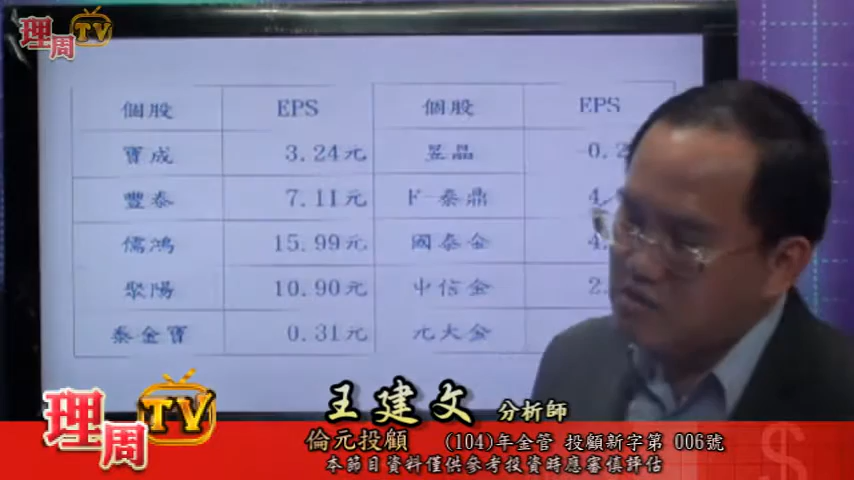 理周TV
個股 EPS 個股 EPS
寶成 3.24元 昱晶 -0.2
豐泰 7.11元 F-泰鼎 4.
儒鴻 15.99元 國泰金 4
聚陽 10.90元 中信金 2.
泰金寶 0.31元 元大金
理周TV
王建文 分析師
倫元投顧 (104)年金管 投顧新字第 006號
本節目資料僅供參考投資時應審慎評估